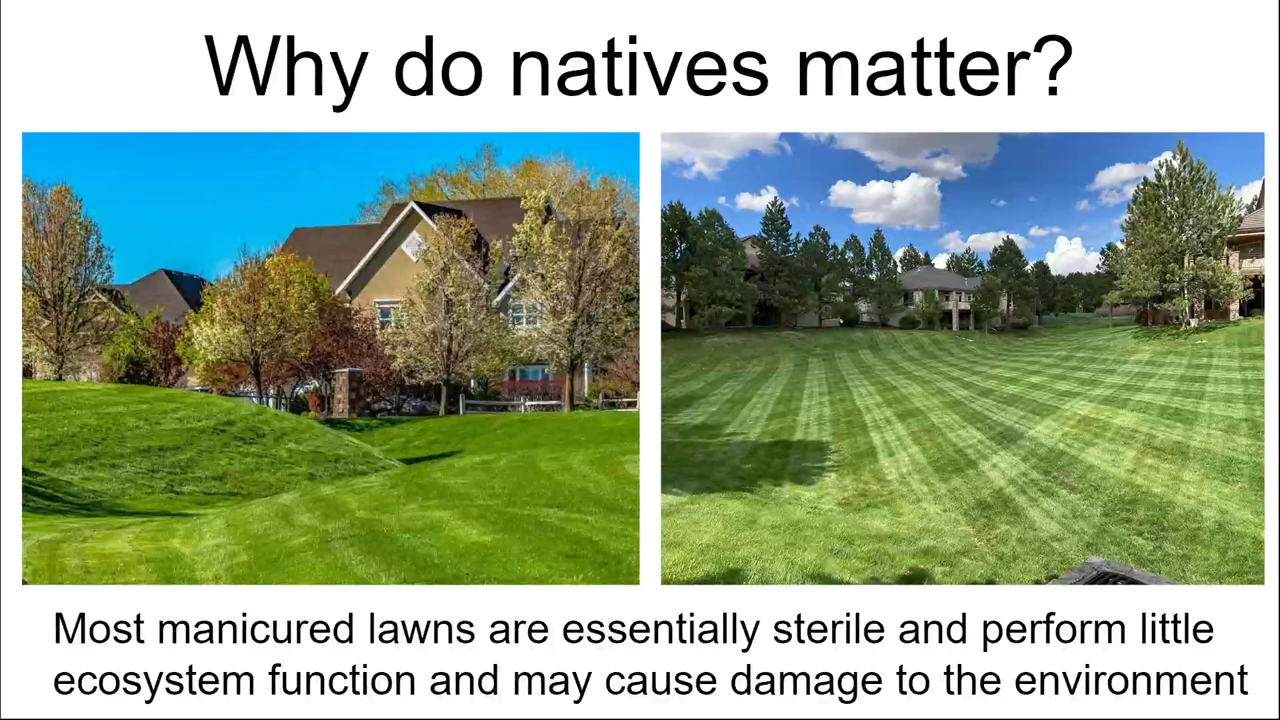 Why do natives matter?
Most manicured lawns are essentially sterile and perform little
ecosystem function and may cause damage to the environment